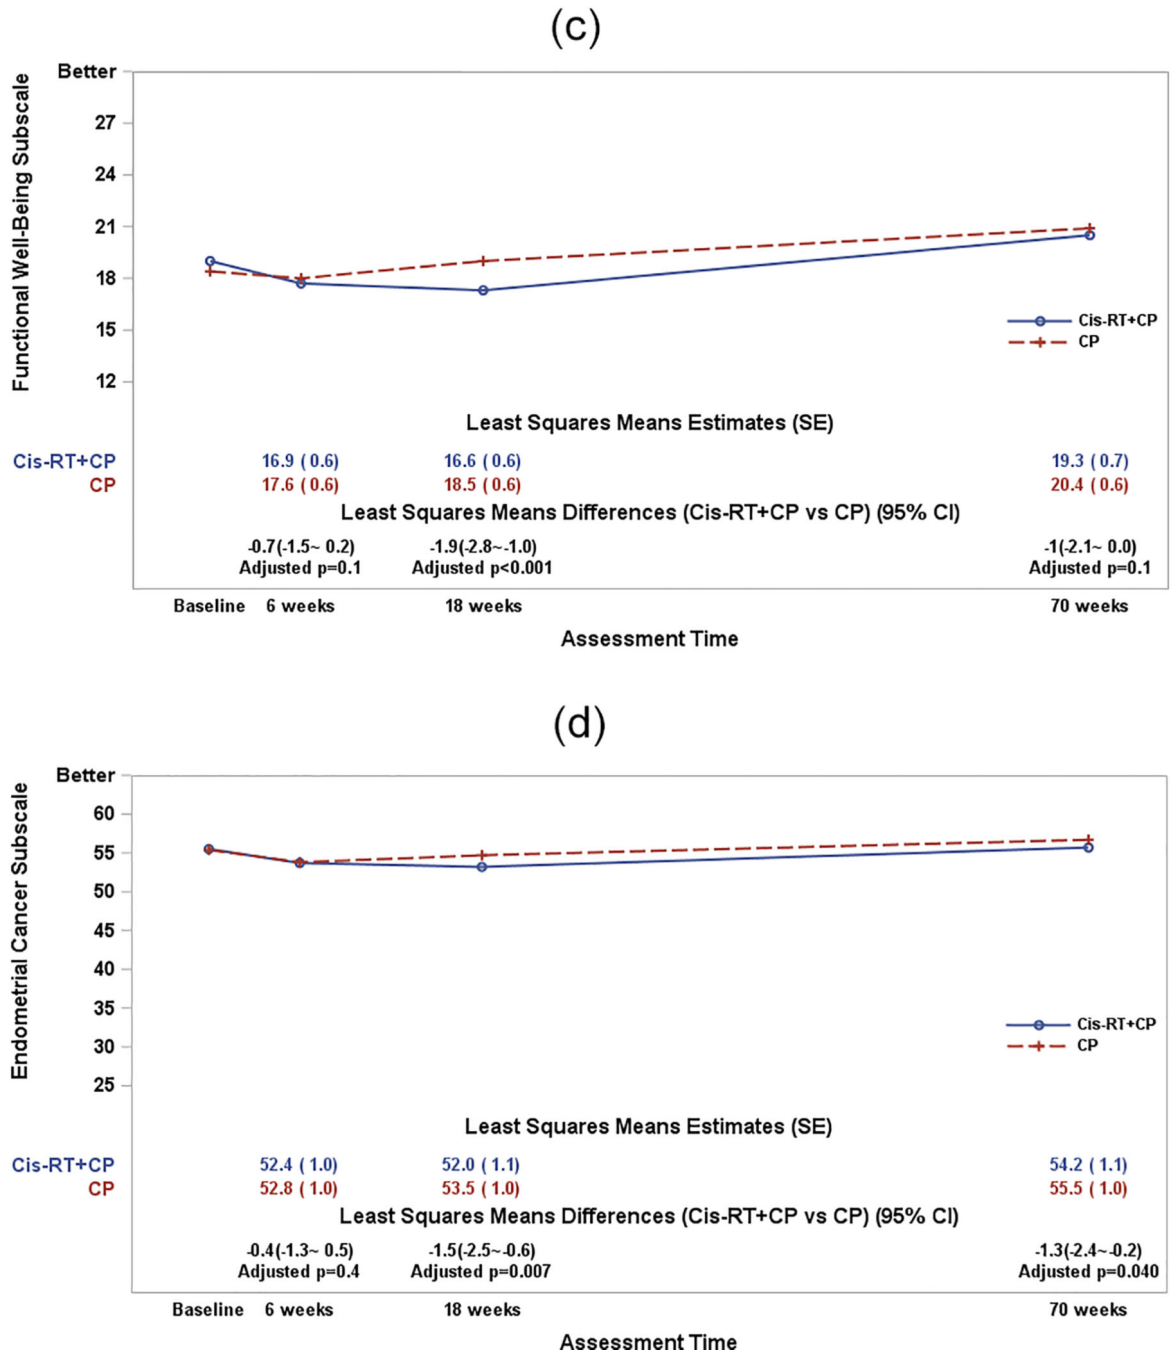 (c)
Better
Functional Well-Being Subscale
27
24
21
18
15
12
Cis-RT+CP
CP
Least Squares Means Estimates (SE)
Cis-RT+CP 16.9 ( 0.6) 16.6 ( 0.6) 19.3 ( 0.7)
CP 17.6 ( 0.6) 18.5 ( 0.6) 20.4 ( 0.6)
Least Squares Means Differences (Cis-RT+CP vs CP) (95% CI)
-0.7(-1.5~ 0.2) -1.9(-2.8~-1.0) -1(-2.1~ 0.0)
Adjusted p=0.1 Adjusted p<0.001 Adjusted p=0.1
Baseline 6 weeks 18 weeks 70 weeks
Assessment Time
(d)
Better
Endometrial Cancer Subscale
60
55
50
45
40
35
30
25
Cis-RT+CP
CP
Least Squares Means Estimates (SE)
Cis-RT+CP 52.4 ( 1.0) 52.0 ( 1.1) 54.2 ( 1.1)
CP 52.8 ( 1.0) 53.5 ( 1.0) 55.5 ( 1.0)
Least Squares Means Differences (Cis-RT+CP vs CP) (95% CI)
-0.4(-1.3~ 0.5) -1.5(-2.5~-0.6) -1.3(-2.4~-0.2)
Adjusted p=0.4 Adjusted p=0.007 Adjusted p=0.040
Baseline 6 weeks 18 weeks 70 weeks
Assessment Time